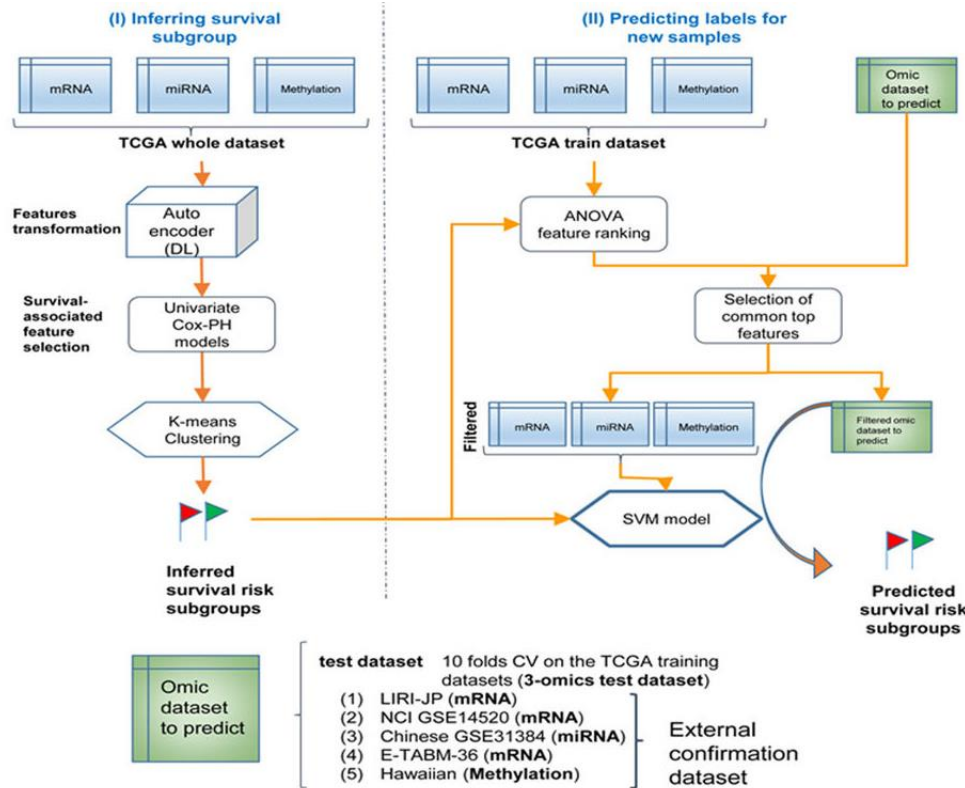 (I) Inferring survival
subgroup
mRNA
miRNA
Methylation
TCGA whole dataset
Features
transformation
Auto
encoder
(DL)
Survival-
associated
feature
selection
Univariate
Cox-PH
models
K-means
Clustering
Inferred
survival risk
subgroups
(II) Predicting labels for
new samples
mRNA
miRNA
Methylation
TCGA train dataset
Omic
dataset
to predict
ANOVA
feature ranking
Selection of
common top
features
Filtered
mRNA
miRNA
Methylation
Filtered omic
dataset to
predict
SVM model
Predicted
survival risk
subgroups
Omic
dataset
to predict
test dataset 10 folds CV on the TCGA training
datasets (3-omics test dataset)
(1) LIRI-JP (mRNA)
(2) NCI GSE14520 (mRNA)
(3) Chinese GSE31384 (miRNA)
(4) E-TABM-36 (mRNA)
(5) Hawaiian (Methylation)
External
confirmation
dataset